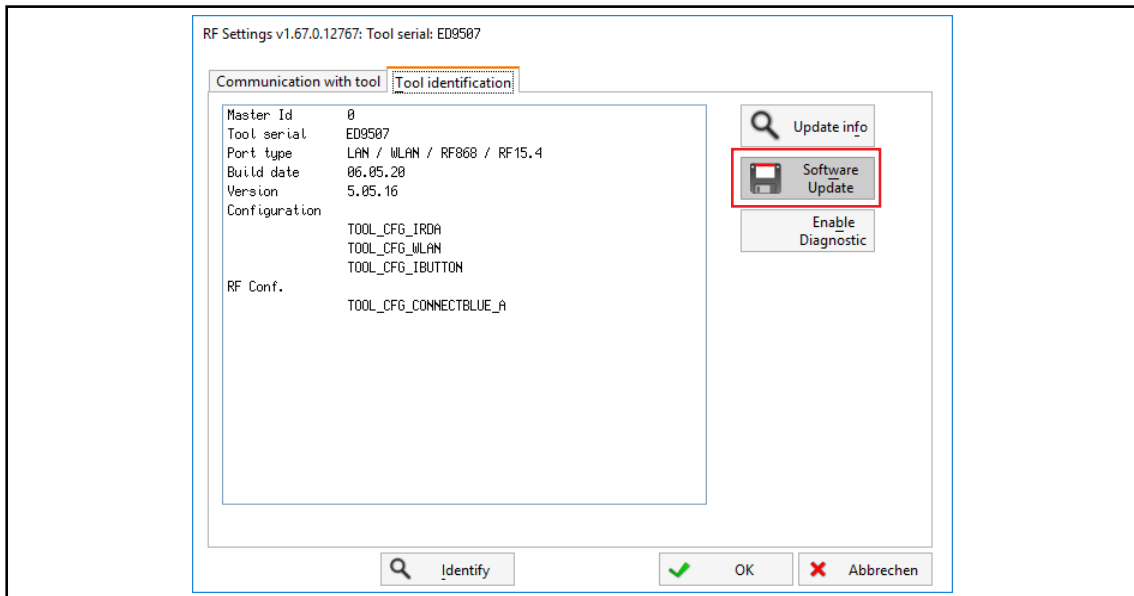 RF Settings v1.67.0.12767: Tool serial: ED9507
Communication with tool
Tool identification
Master Id 0
Tool serial ED9507
Port type LAN / WLAN / RF868 / RF15.4
Build date 06.05.20
Version 5.05.16
Configuration
TOOL_CFG_IRDA
TOOL_CFG_WLAN
TOOL_CFG_IBUTTON
RF Conf.
TOOL_CFG_CONNECTBLUE_A
Update info
Software
Update
Enable
Diagnostic
Identify
OK
Abbrechen